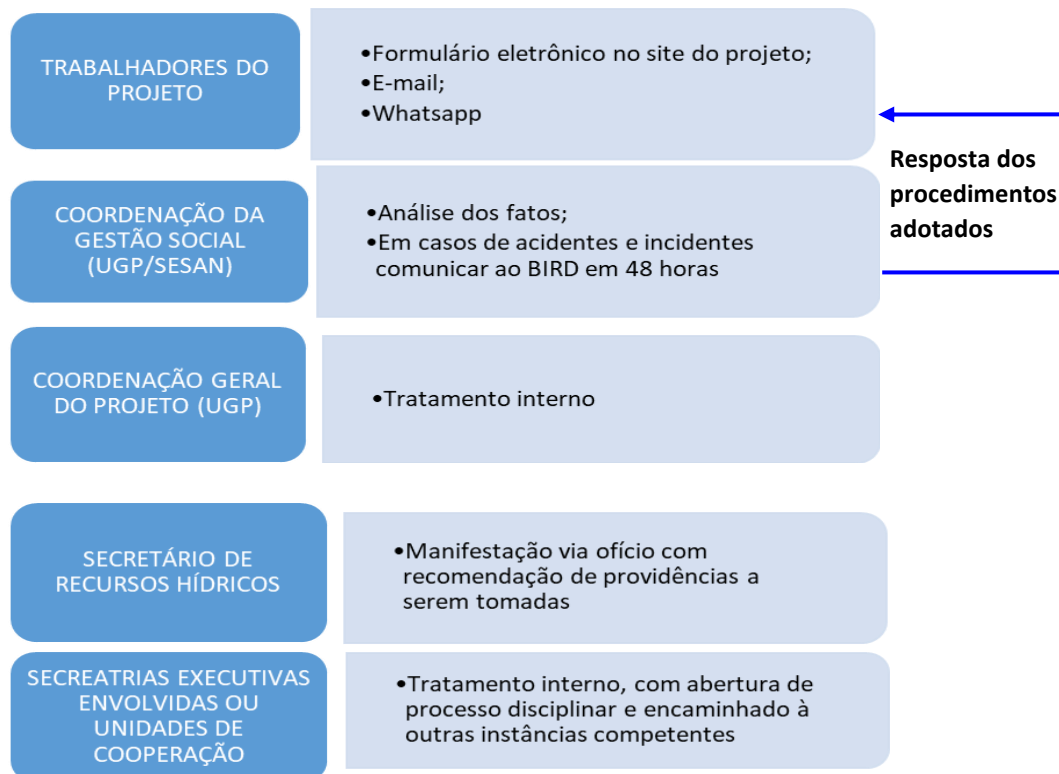 TRABALHADORES DO
PROJETO
•Formulário eletrônico no site do projeto;
•E-mail;
•Whatsapp
Resposta dos
procedimentos
adotados
COORDENAÇÃO DA
GESTÃO SOCIAL
(UGP/SESAN)
•Análise dos fatos;
•Em casos de acidentes e incidentes
comunicar ao BIRD em 48 horas
COORDENAÇÃO GERAL
DO PROJETO (UGP)
•Tratamento interno
SECRETÁRIO DE
RECURSOS HÍDRICOS
•Manifestação via ofício com
recomendação de providências a
serem tomadas
SECREATRIAS EXECUTIVAS
ENVOLVIDAS OU
UNIDADES DE
COOPERAÇÃO
•Tratamento interno, com abertura de
processo disciplinar e encaminhado à
outras instâncias competentes